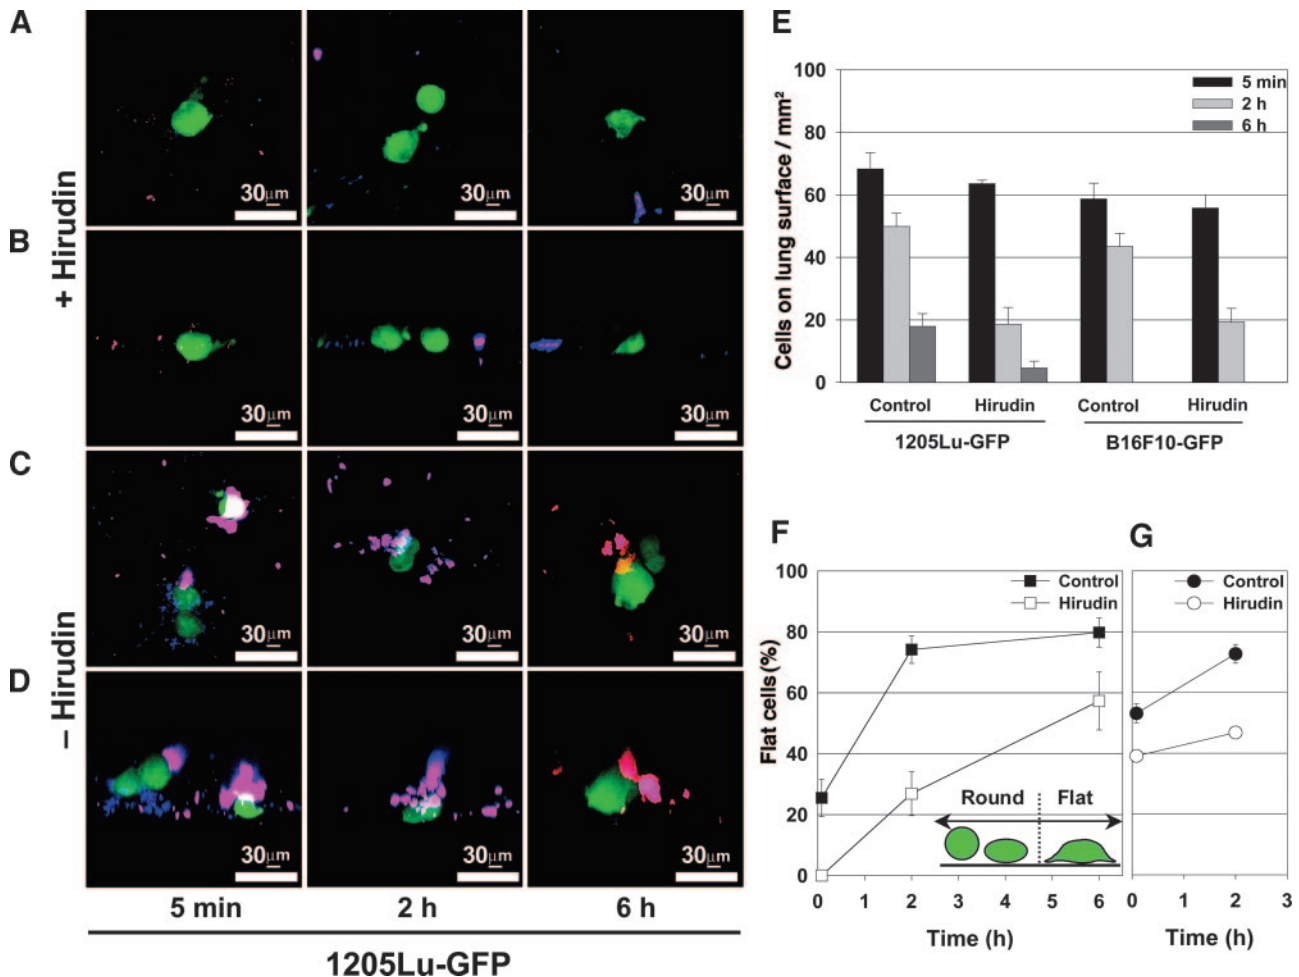 A
30µm
30µm
30µm
B
30µm
30µm
30µm
+ Hirudin
C
30µm
30µm
30µm
D
30µm
30µm
30µm
– Hirudin
5 min
2 h
6 h
1205Lu-GFP
E
100
80
60
40
20
0
Cells on lung surface / mm²
5 min
2 h
6 h
Control
Hirudin
Control
Hirudin
1205Lu-GFP
B16F10-GFP
F
100
80
60
40
20
0
Flat cells (%)
Control
Hirudin
Round
Flat
0 1 2 3 4 5 6
Time (h)
G
Control
Hirudin
0 1 2 3
Time (h)